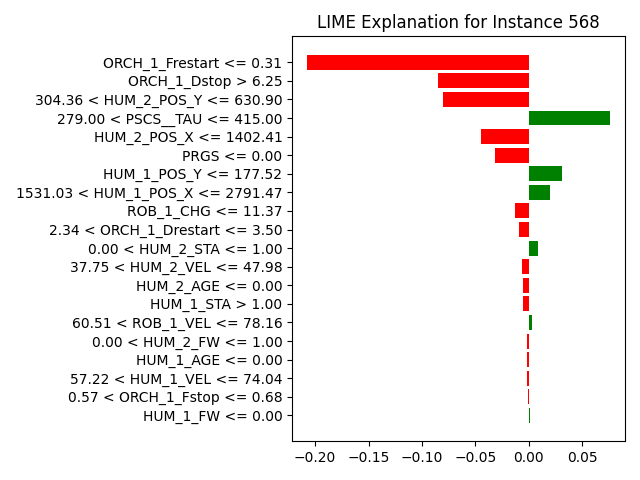 LIME Explanation for Instance 568
ORCH_1_Frestart <= 0.31
ORCH_1_Dstop > 6.25
304.36 < HUM_2_POS_Y <= 630.90
279.00 < PSCS__TAU <= 415.00
HUM_2_POS_X <= 1402.41
PRGS <= 0.00
HUM_1_POS_Y <= 177.52
1531.03 < HUM_1_POS_X <= 2791.47
ROB_1_CHG <= 11.37
2.34 < ORCH_1_Drestart <= 3.50
0.00 < HUM_2_STA <= 1.00
37.75 < HUM_2_VEL <= 47.98
HUM_2_AGE <= 0.00
HUM_1_STA > 1.00
60.51 < ROB_1_VEL <= 78.16
0.00 < HUM_2_FW <= 1.00
HUM_1_AGE <= 0.00
57.22 < HUM_1_VEL <= 74.04
0.57 < ORCH_1_Fstop <= 0.68
HUM_1_FW <= 0.00
−0.20 −0.15 −0.10 −0.05 0.00 0.05